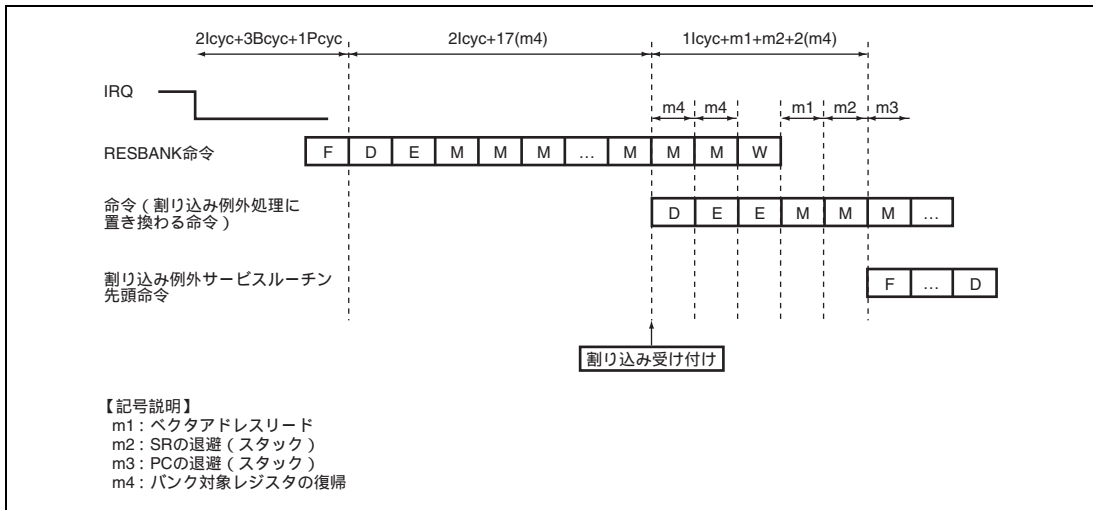 2Icyc+3Bcyc+1Pcyc 2Icyc+17(m4) 1Icyc+m1+m2+2(m4)
IRQ
m4 m4 m1 m2 m3
RESBANK命令 F D E M M M … M M M W
命令（割り込み例外処理に
置き換わる命令） D E E M M M …
割り込み例外サービスルーチン
先頭命令 F … D
割り込み受け付け
【記号説明】
m1：ベクタアドレスリード
m2：SRの退避（スタック）
m3：PCの退避（スタック）
m4：バンク対象レジスタの復帰